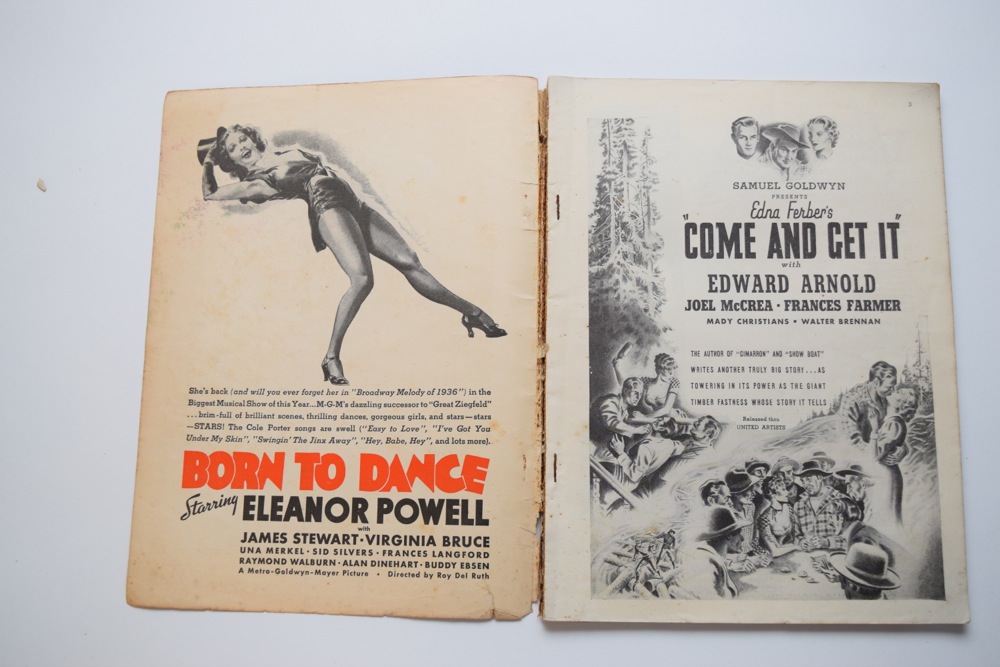 She's back (and will you ever forget her in "Broadway Melody of 1936") in the
Biggest Musical Show of this Year...M-G-M's dazzling successor to "Great Ziegfeld"
...brim-full of brilliant scenes, thrilling dances, gorgeous girls, and stars—stars
—STARS! The Cole Porter songs are swell ("Easy to Love", "I've Got You
Under My Skin", "Swingin' The Jinx Away", "Hey, Babe, Hey", and lots more).
BORN TO DANCE
Starring ELEANOR POWELL
with
JAMES STEWART · VIRGINIA BRUCE
UNA MERKEL · SID SILVERS · FRANCES LANGFORD
RAYMOND WALBURN · ALAN DINEHART · BUDDY EBSEN
A Metro-Goldwyn-Mayer Picture • Directed by Roy Del Ruth
3
SAMUEL GOLDWYN
PRESENTS
Edna Ferber's
"COME AND GET IT"
with
EDWARD ARNOLD
JOEL McCREA · FRANCES FARMER
MADY CHRISTIANS • WALTER BRENNAN
THE AUTHOR OF "CIMARRON" AND "SHOW BOAT"
WRITES ANOTHER TRULY BIG STORY...AS
TOWERING IN ITS POWER AS THE GIANT
TIMBER FASTNESS WHOSE STORY IT TELLS
Released thru
UNITED ARTISTS